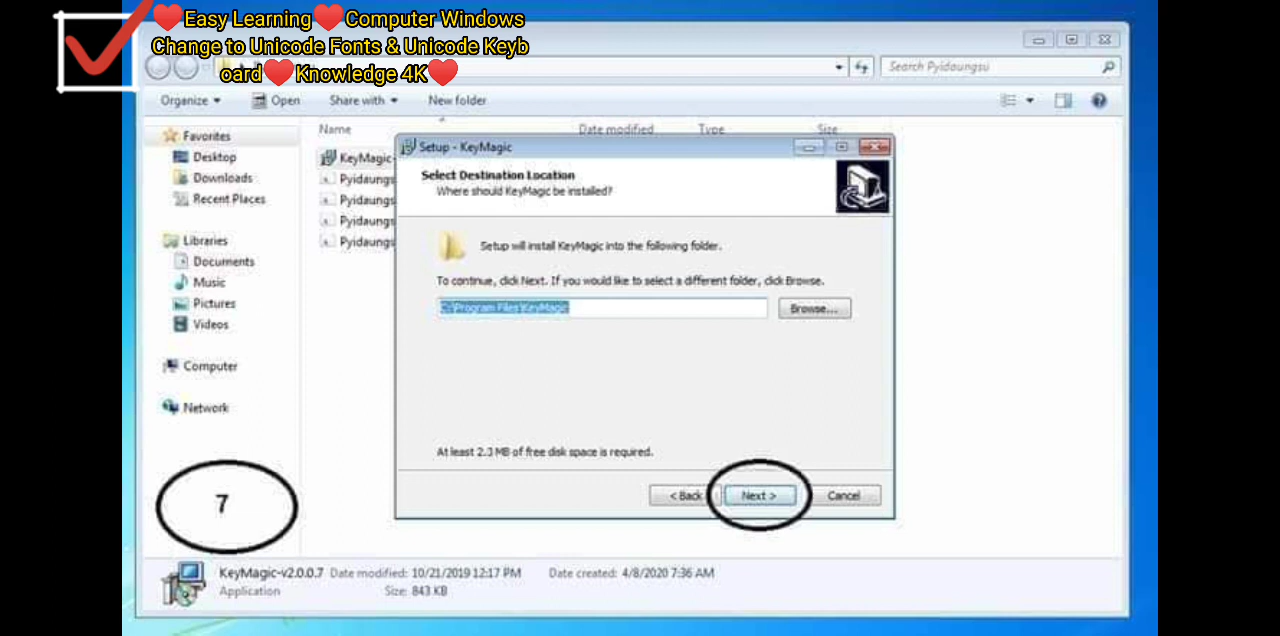 ❤️Easy Learning❤️Computer Windows
Change to Unicode Fonts & Unicode Keyb
oard❤️Knowledge 4K❤️
Search Pyidaungsu
Organize
Open
Share with
New folder
Name
Date modified
Type
Size
Favorites
Desktop
Downloads
Recent Places
Libraries
Documents
Music
Pictures
Videos
Computer
Network
KeyMagic-
Pyidaungs
Pyidaungs
Pyidaungs
Pyidaungs
Setup - KeyMagic
Select Destination Location
Where should KeyMagic be installed?
Setup will install KeyMagic into the following folder.
To continue, click Next. If you would like to select a different folder, click Browse.
C:\Program Files\KeyMagic
Browse...
At least 2.3 MB of free disk space is required.
< Back
Next >
Cancel
7
KeyMagic-v2.0.0.7 Date modified: 10/21/2019 12:17 PM Date created: 4/8/2020 7:36 AM
Application Size: 843 KB